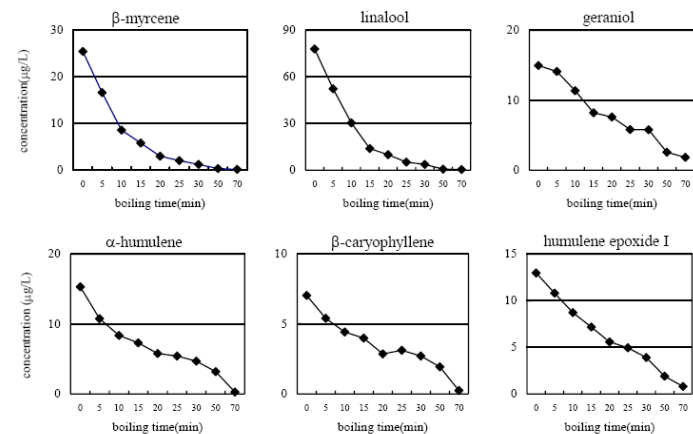 β-myrcene
linalool
geraniol
concentration(μg/L)
30
20
10
0
0 5 10 15 20 25 30 50 70
boiling time(min)
90
60
30
0
0 5 10 15 20 25 30 50 70
boiling time(min)
20
10
0
0 5 10 15 20 25 30 50 70
boiling time(min)
α-humulene
β-caryophyllene
humulene epoxide I
concentration (μg/L)
20
10
0
0 5 10 15 20 25 30 50 70
boiling time(min)
10
5
0
0 5 10 15 20 25 30 50 70
boiling time(min)
15
10
5
0
0 5 10 15 20 25 30 50 70
boiling time(min)